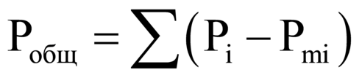 Pобщ = ∑(Pi − Pmi)